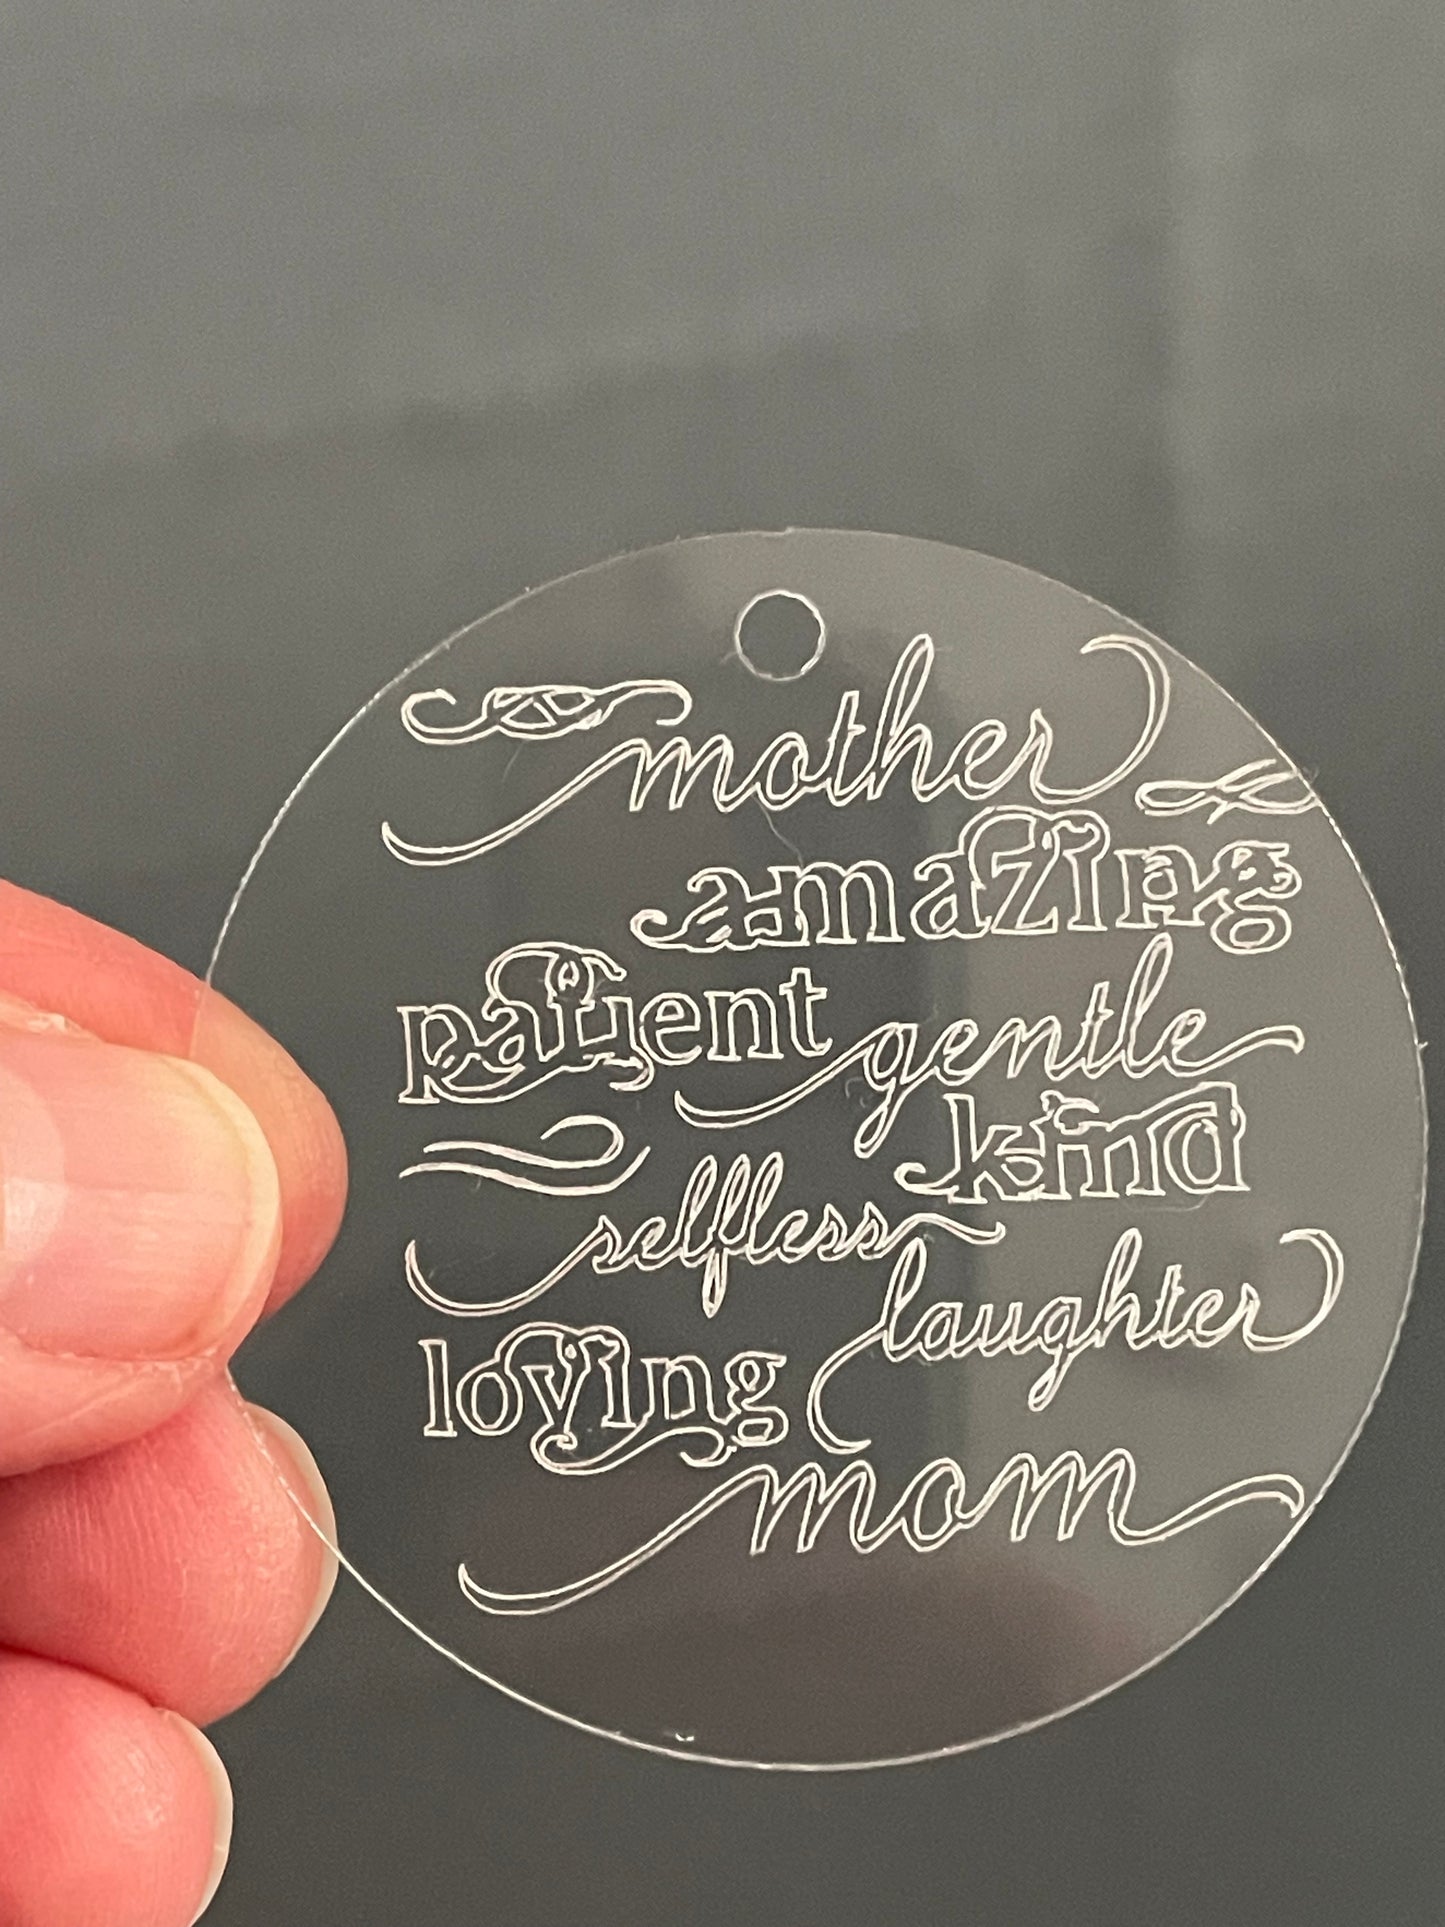 mother
amazing
patient gentle
kind
selfless
laughter
loving
mom